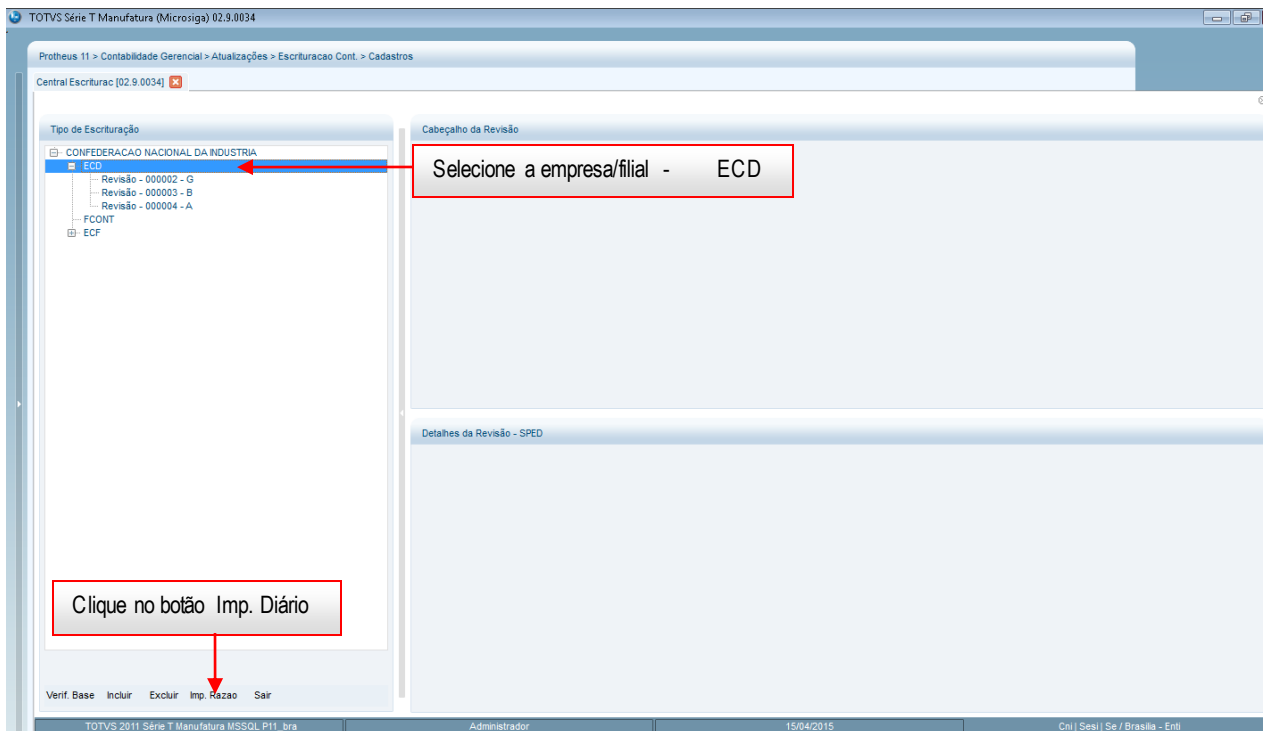 TOTVS Série T Manufatura (Microsiga) 02.9.0034
Protheus 11 > Contabilidade Gerencial > Atualizações > Escrituracao Cont. > Cadastros
Central Escriturac [02.9.0034]
Tipo de Escrituração
Cabeçalho da Revisão
CONFEDERACAO NACIONAL DA INDUSTRIA
ECD
Selecione a empresa/filial - ECD
Revisão - 000002 - G
Revisão - 000003 - B
Revisão - 000004 - A
FCONT
ECF
Detalhes da Revisão - SPED
Clique no botão Imp. Diário
Verif. Base Incluir Excluir Imp. Razao Sair
TOTVS 2011 Série T Manufatura MSSQL P11_bra Administrador 15/04/2015 Cni | Sesi | Se / Brasilia - Enti